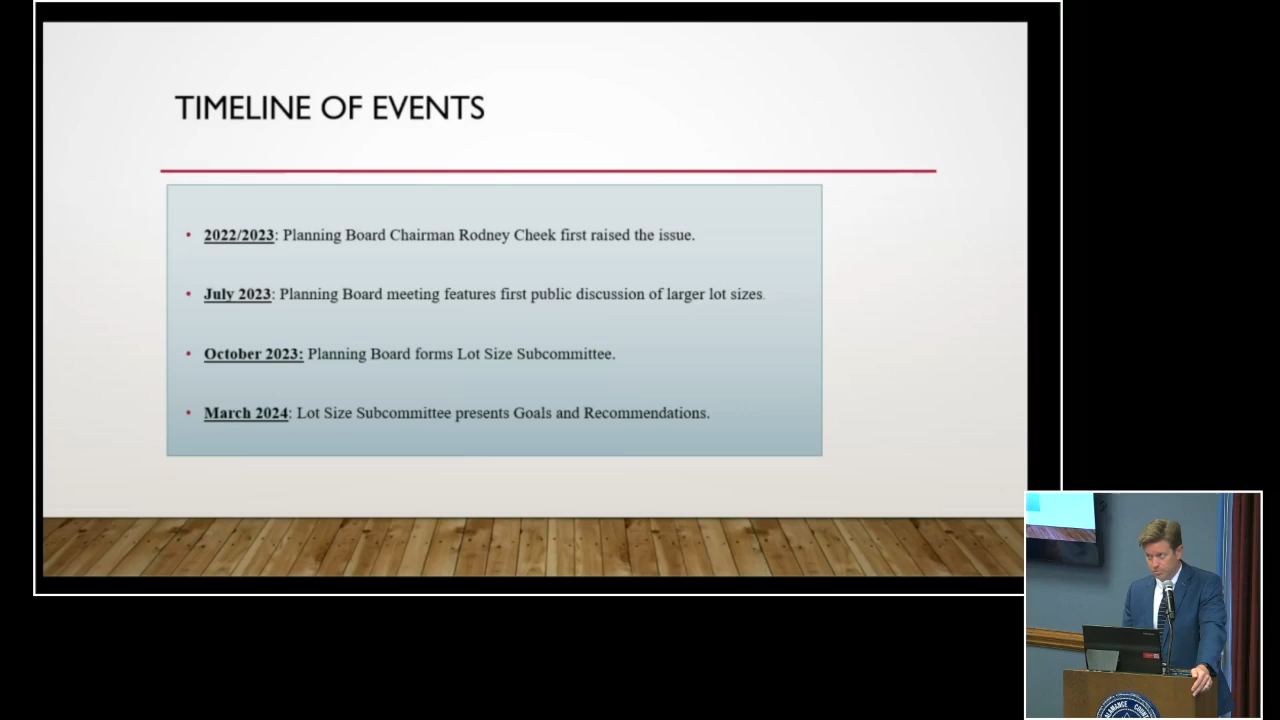 TIMELINE OF EVENTS
• 2022/2023: Planning Board Chairman Rodney Cheek first raised the issue.
• July 2023: Planning Board meeting features first public discussion of larger lot sizes.
• October 2023: Planning Board forms Lot Size Subcommittee.
• March 2024: Lot Size Subcommittee presents Goals and Recommendations.
ALAMANCE COUNTY